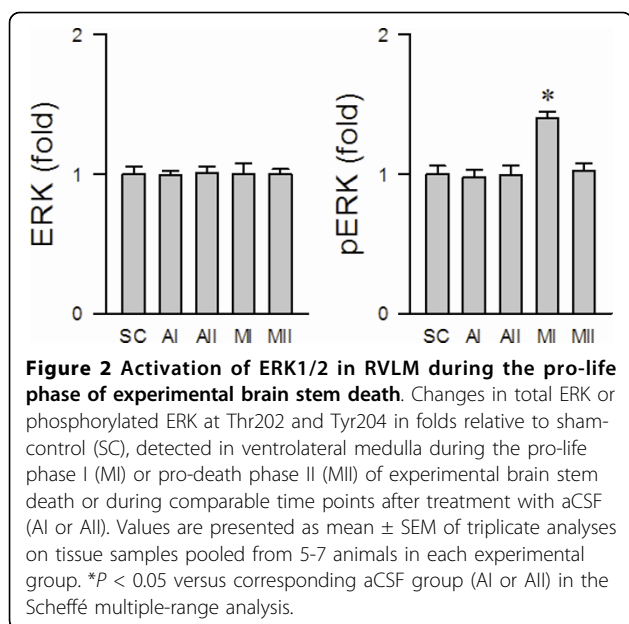 2
1
0
ERK (fold)
SC AI AII MI MII
2
1
0
pERK (fold)
*
SC AI AII MI MII
Figure 2 Activation of ERK1/2 in RVLM during the pro-life
phase of experimental brain stem death. Changes in total ERK or
phosphorylated ERK at Thr202 and Tyr204 in folds relative to sham-
control (SC), detected in ventrolateral medulla during the pro-life
phase I (MI) or pro-death phase II (MII) of experimental brain stem
death or during comparable time points after treatment with aCSF
(AI or AII). Values are presented as mean ± SEM of triplicate analyses
on tissue samples pooled from 5-7 animals in each experimental
group. *P < 0.05 versus corresponding aCSF group (AI or AII) in the
Scheffé multiple-range analysis.